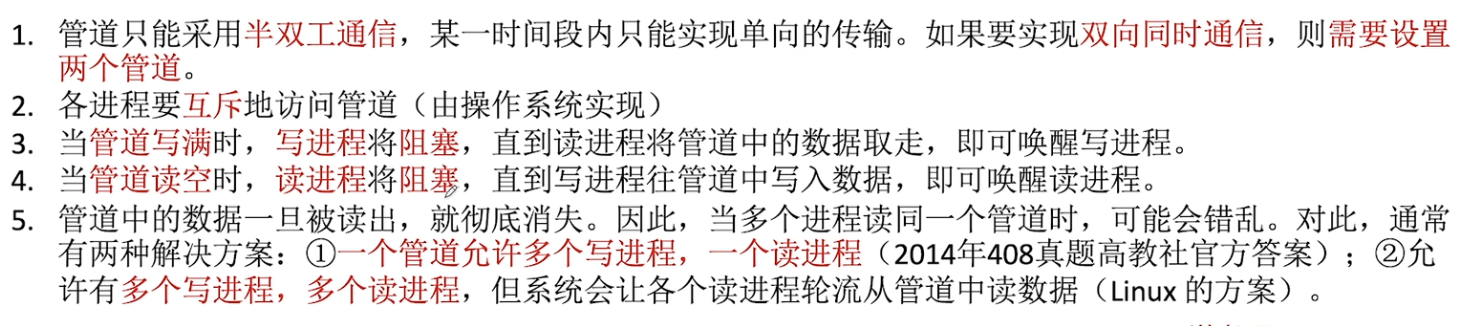 1. 管道只能采用半双工通信，某一时间段内只能实现单向的传输。如果要实现双向同时通信，则需要设置
两个管道。
2. 各进程要互斥地访问管道（由操作系统实现）
3. 当管道写满时，写进程将阻塞，直到读进程将管道中的数据取走，即可唤醒写进程。
4. 当管道读空时，读进程将阻塞，直到写进程往管道中写入数据，即可唤醒读进程。
5. 管道中的数据一旦被读出，就彻底消失。因此，当多个进程读同一个管道时，可能会错乱。对此，通常
有两种解决方案：①一个管道允许多个写进程，一个读进程（2014年408真题高教社官方答案）；②允
许有多个写进程，多个读进程，但系统会让各个读进程轮流从管道中读数据（Linux 的方案）。